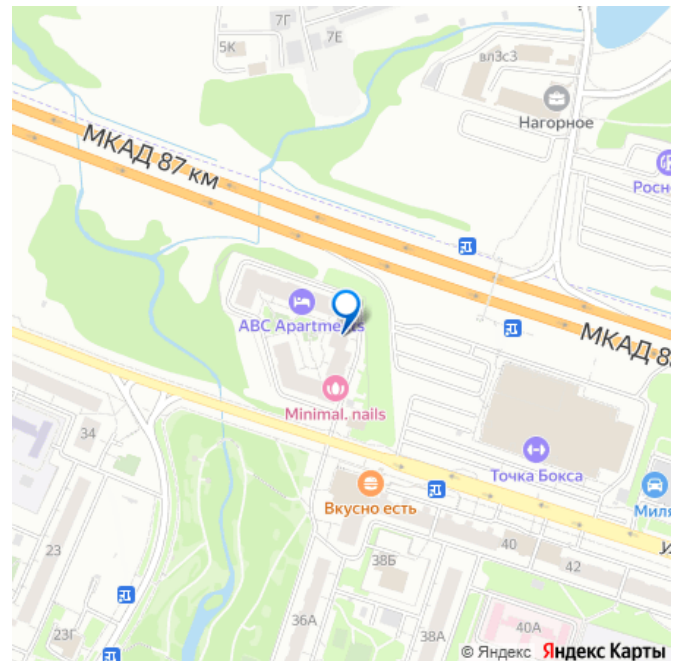 7Г
7Е
5К
вл3с3
Нагорное
Росн
МКАД 87 км
ABC Apartments
МКАД 8
Minimal. nails
34
Точка Бокса
Миля
Вкусно есть
40
У
42
23
38Б
36А
38А
40А
23Г
© Яндекс Яндекс Карты